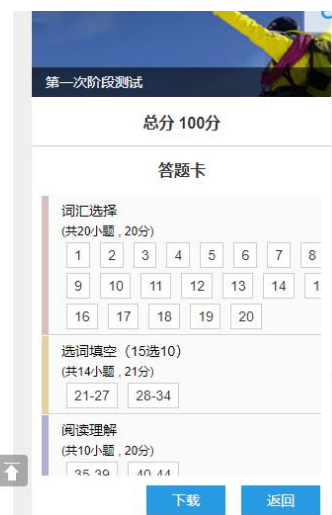 第一次阶段测试
总分 100分
答题卡
词汇选择
(共20小题 , 20分)
1 2 3 4 5 6 7 8
9 10 11 12 13 14
16 17 18 19 20
选词填空（15选10）
(共14小题 , 21分)
21-27 28-34
阅读理解
(共10小题 , 20分)
35-39 40-44
下载 返回